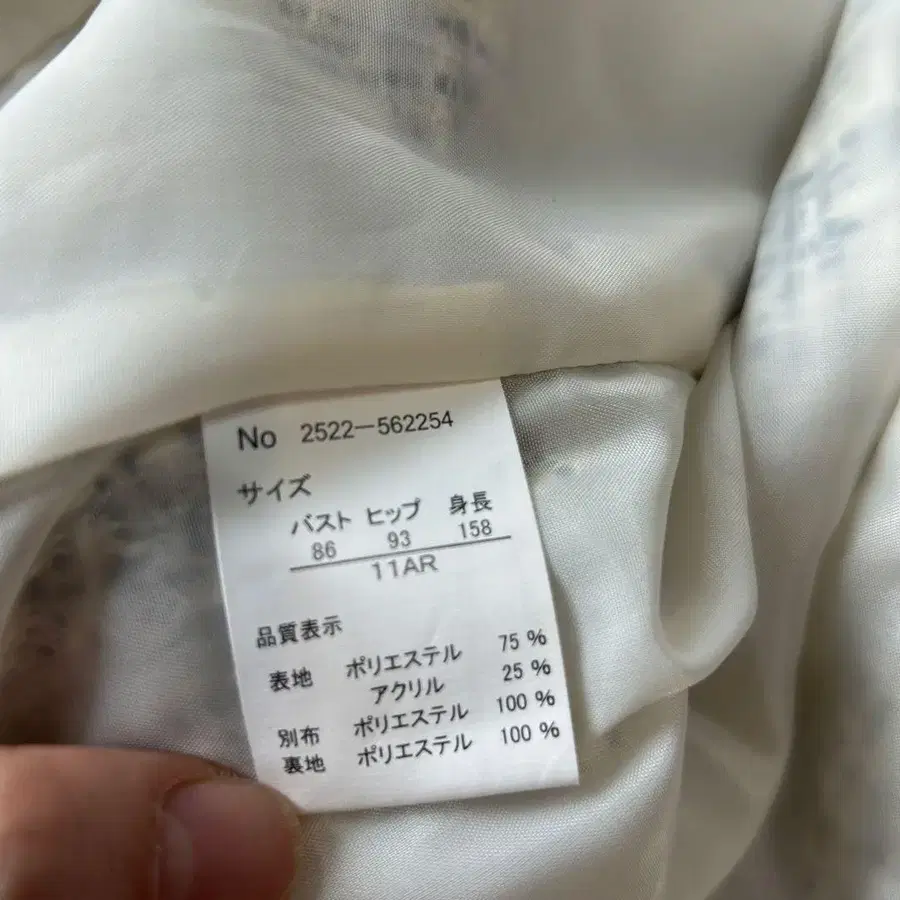 No 2522-562254
サイズ
バスト ヒップ 身長
86 93 158
11AR
品質表示
表地 ポリエステル 75 %
アクリル 25 %
別布 ポリエステル 100 %
裏地 ポリエステル 100 %